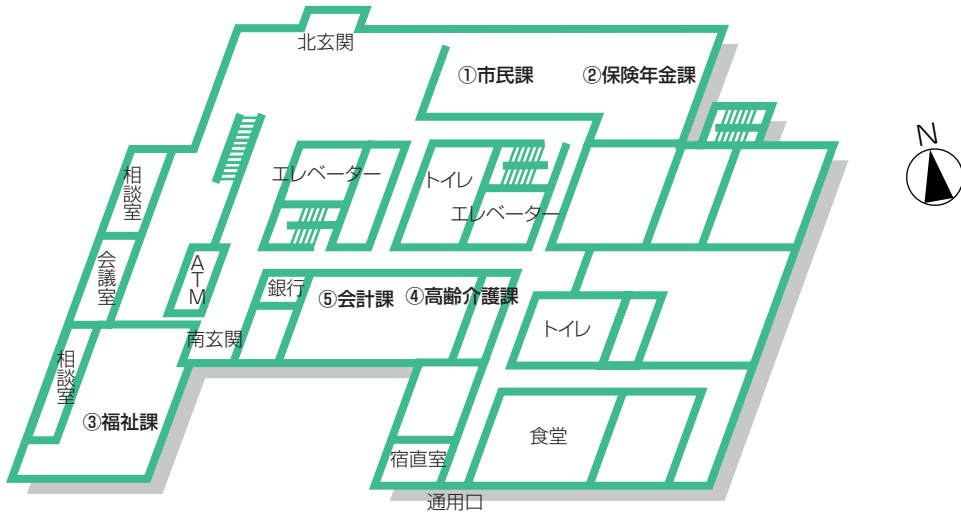 北玄関
①市民課
②保険年金課
N
相談室
エレベーター
トイレ
エレベーター
会議室
ATM
銀行
⑤会計課
④高齢介護課
南玄関
トイレ
相談室
③福祉課
食堂
宿直室
通用口